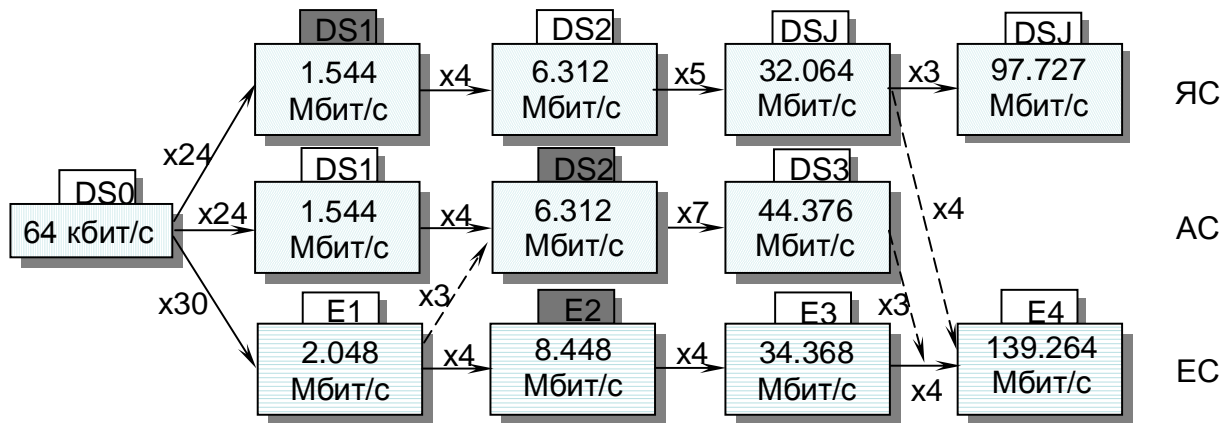 DS1
DS2
DSJ
DSJ
1.544
Мбит/с
x4
6.312
Мбит/с
x5
32.064
Мбит/с
x3
97.727
Мбит/с
ЯС
x24
DS0
64 кбит/с
x24
DS1
DS2
DS3
1.544
Мбит/с
x4
6.312
Мбит/с
x7
44.376
Мбит/с
x4
АС
x30
x3
x3
E1
E2
E3
E4
2.048
Мбит/с
x4
8.448
Мбит/с
x4
34.368
Мбит/с
x4
139.264
Мбит/с
ЕС